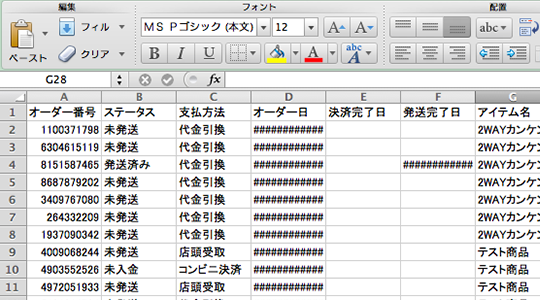 編集 フォント 配置
ペースト フィル クリア
ＭＳ Ｐゴシック (本文) 12 A A abc
B I U A abc A
G28 fx
A B C D E F G
1 オーダー番号 ステータス 支払方法 オーダー日 決済完了日 発送完了日 アイテム名
2 1100371798 未発送 代金引換 ############ 2WAYカンケン
3 6304615119 未発送 代金引換 ############ 2WAYカンケン
4 8151587465 発送済み 代金引換 ############ ############ 2WAYカンケン
5 8687879202 未発送 代金引換 ############ 2WAYカンケン
6 3409767080 未発送 代金引換 ############ 2WAYカンケン
7 264332209 未発送 代金引換 ############ 2WAYカンケン
8 1937090342 未発送 代金引換 ############ 2WAYカンケン
9 4009068244 未発送 店頭受取 ############ テスト商品
10 4903552526 未入金 コンビニ決済 ############ テスト商品
11 4972051933 未発送 店頭受取 ############ テスト商品